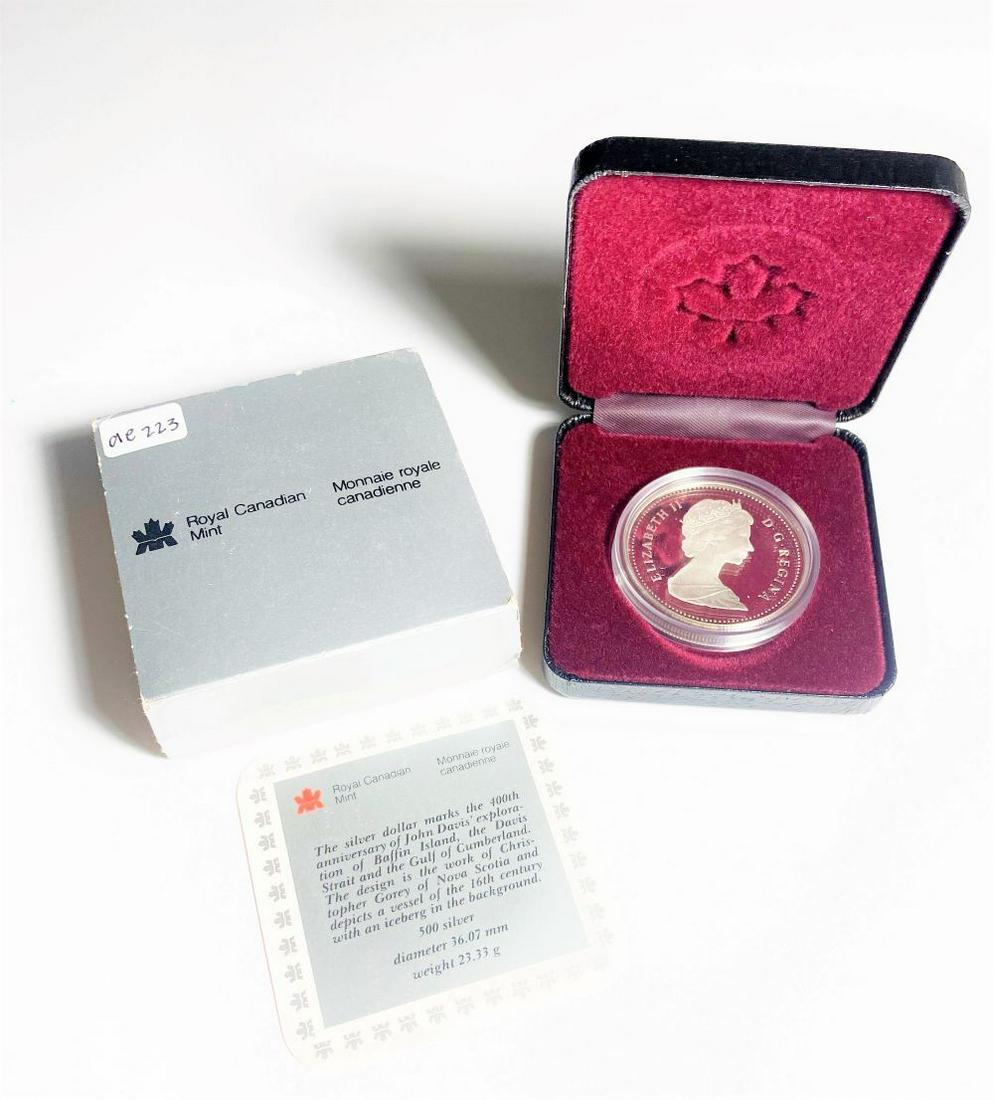 ae 223
Royal Canadian
Mint
Monnaie royale
canadienne
ELIZABETH II D·G·REGINA
Royal Canadian
Mint
Monnaie royale
canadienne
The silver dollar marks the 400th
anniversary of John Davis' explora-
tion of Baffin Island, the Davis
Strait and the Gulf of Cumberland.
The design is the work of Chris-
topher Gorey of Nova Scotia and
depicts a vessel of the 16th century
with an iceberg in the background.
500 silver
diameter 36.07 mm
weight 23.33 g